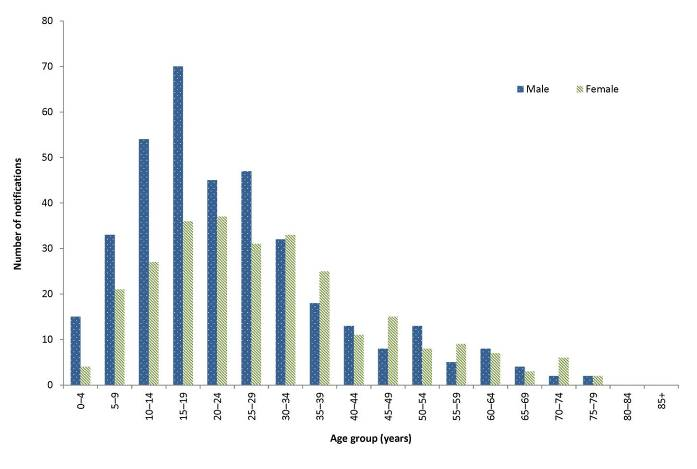 80
70
60
50
40
30
20
10
0
Number of notifications
Male Female
0–4 5–9 10–14 15–19 20–24 25–29 30–34 35–39 40–44 45–49 50–54 55–59 60–64 65–69 70–74 75–79 80–84 85+
Age group (years)